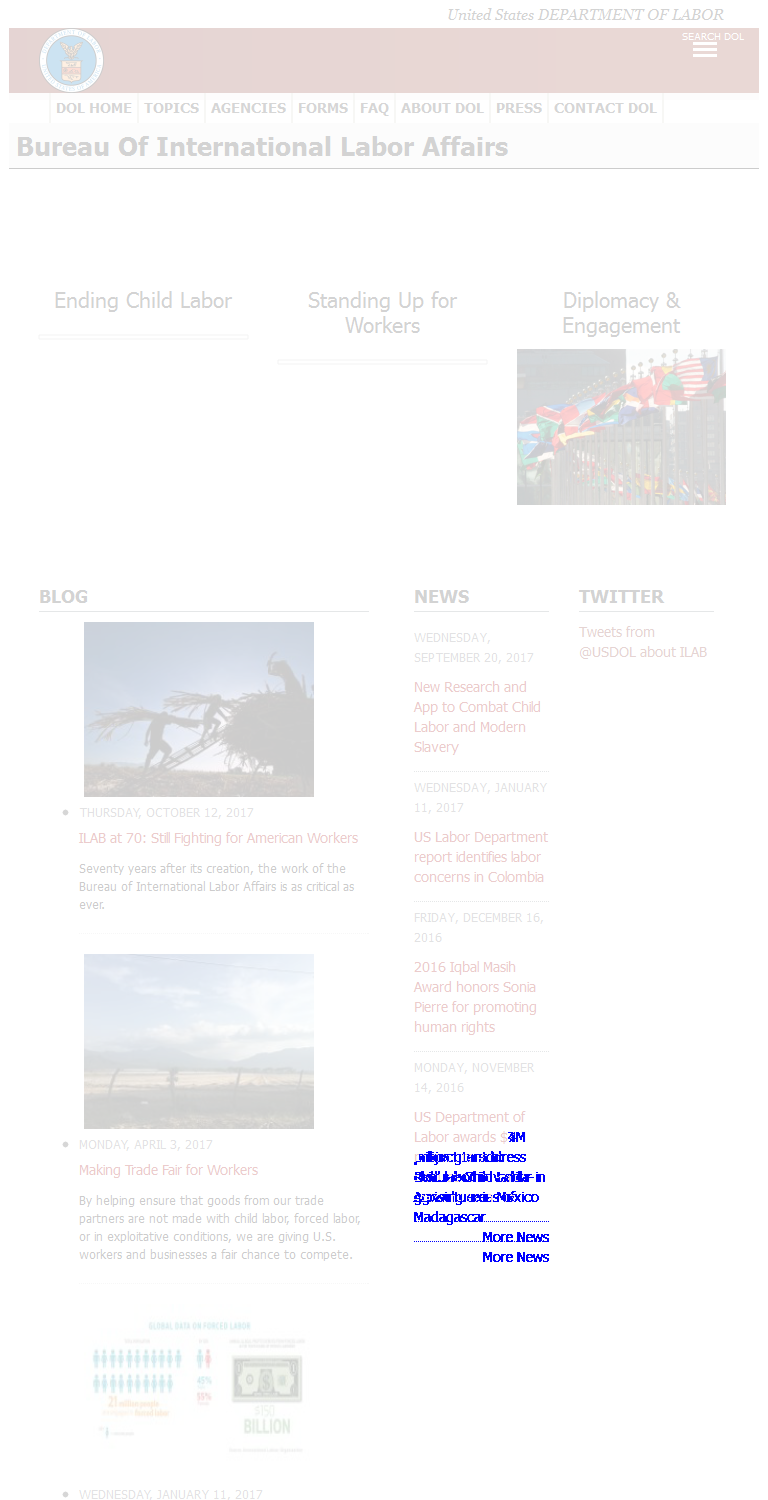 United States DEPARTMENT OF LABOR
SEARCH DOL
DOL HOME TOPICS AGENCIES FORMS FAQ ABOUT DOL PRESS CONTACT DOL
Bureau Of International Labor Affairs
Ending Child Labor
Standing Up for
Workers
Diplomacy &
Engagement
BLOG
THURSDAY, OCTOBER 12, 2017
ILAB at 70: Still Fighting for American Workers
Seventy years after its creation, the work of the
Bureau of International Labor Affairs is as critical as
ever.
MONDAY, APRIL 3, 2017
Making Trade Fair for Workers
By helping ensure that goods from our trade
partners are not made with child labor, forced labor,
or in exploitative conditions, we are giving U.S.
workers and businesses a fair chance to compete.
GLOBAL DATA ON FORCED LABOR
21 million people
45%
55%
$150
BILLION
WEDNESDAY, JANUARY 11, 2017
NEWS
WEDNESDAY,
SEPTEMBER 20, 2017
New Research and
App to Combat Child
Labor and Modern
Slavery
WEDNESDAY, JANUARY
11, 2017
US Labor Department
report identifies labor
concerns in Colombia
FRIDAY, DECEMBER 16,
2016
2016 Iqbal Masih
Award honors Sonia
Pierre for promoting
human rights
MONDAY, NOVEMBER
14, 2016
US Department of
Labor awards
Madagascar
More News
More News
TWITTER
Tweets from
@USDOL about ILAB